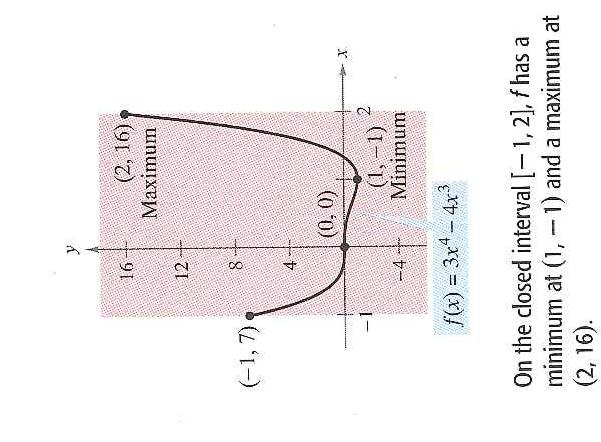 y
16
(2, 16)
Maximum
12
8
(−1, 7)
4
(0, 0)
x
−1
2
(1, −1)
Minimum
−4
f(x) = 3x⁴ − 4x³
On the closed interval [−1, 2], f has a
minimum at (1, −1) and a maximum at
(2, 16).